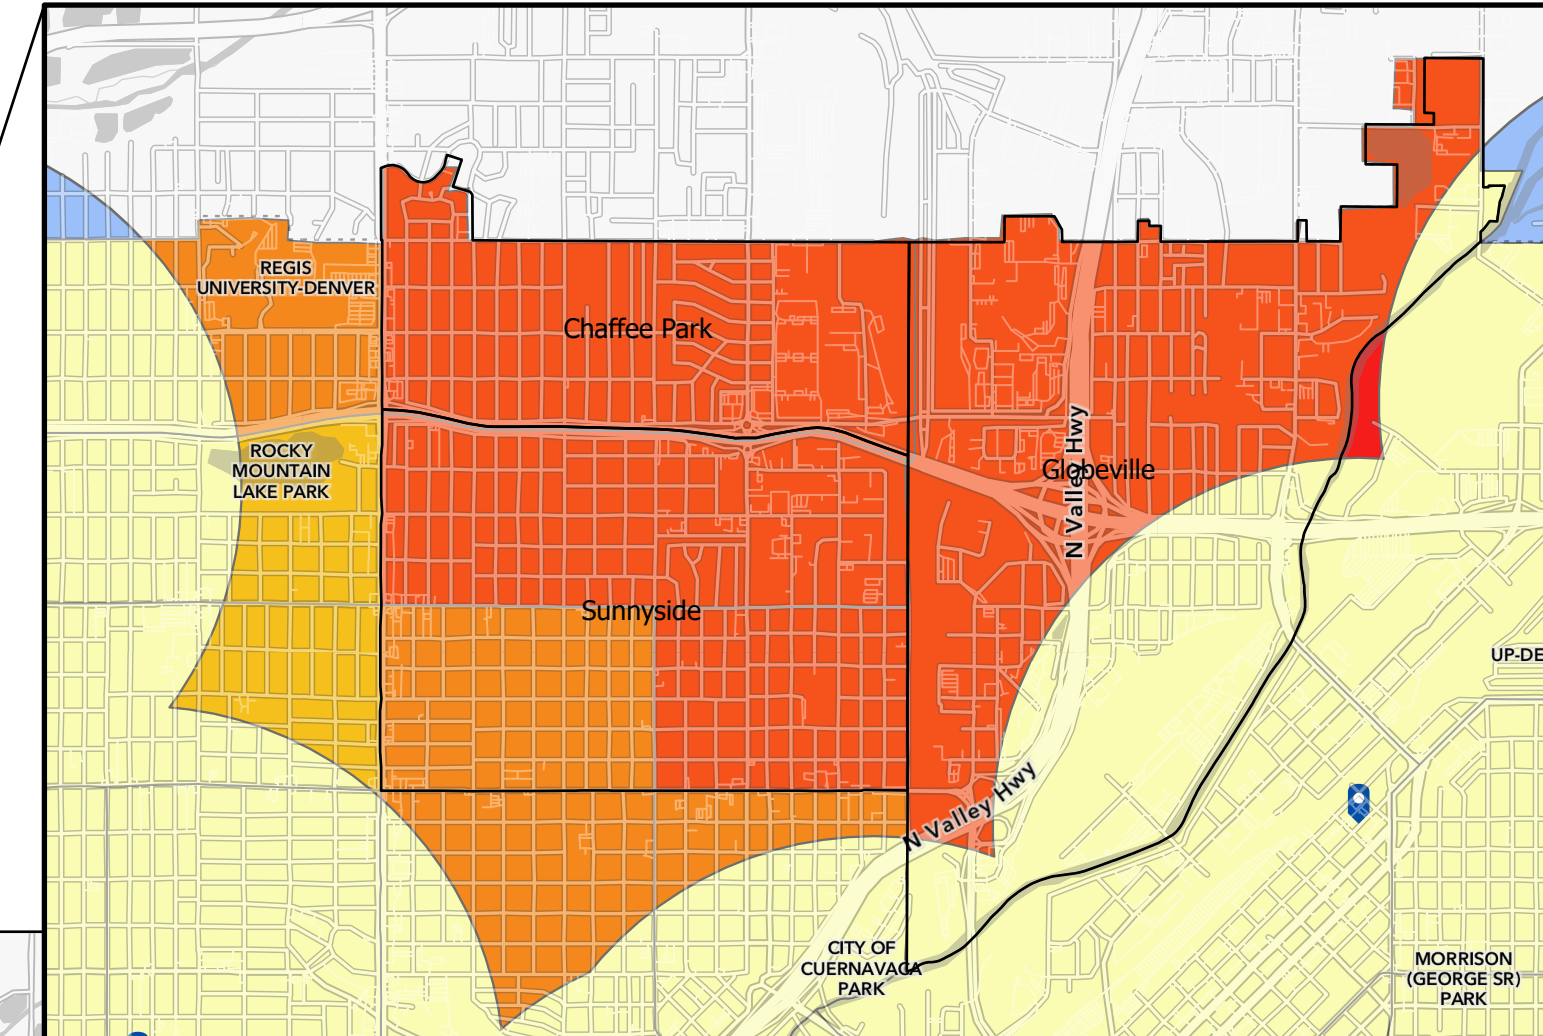 REGIS
UNIVERSITY-DENVER
Chaffee Park
ROCKY
MOUNTAIN
LAKE PARK
Globeville
N Valley Hwy
Sunnyside
UP-DE
N Valley Hwy
CITY OF
CUERNAVACA
PARK
MORRISON
(GEORGE SR)
PARK